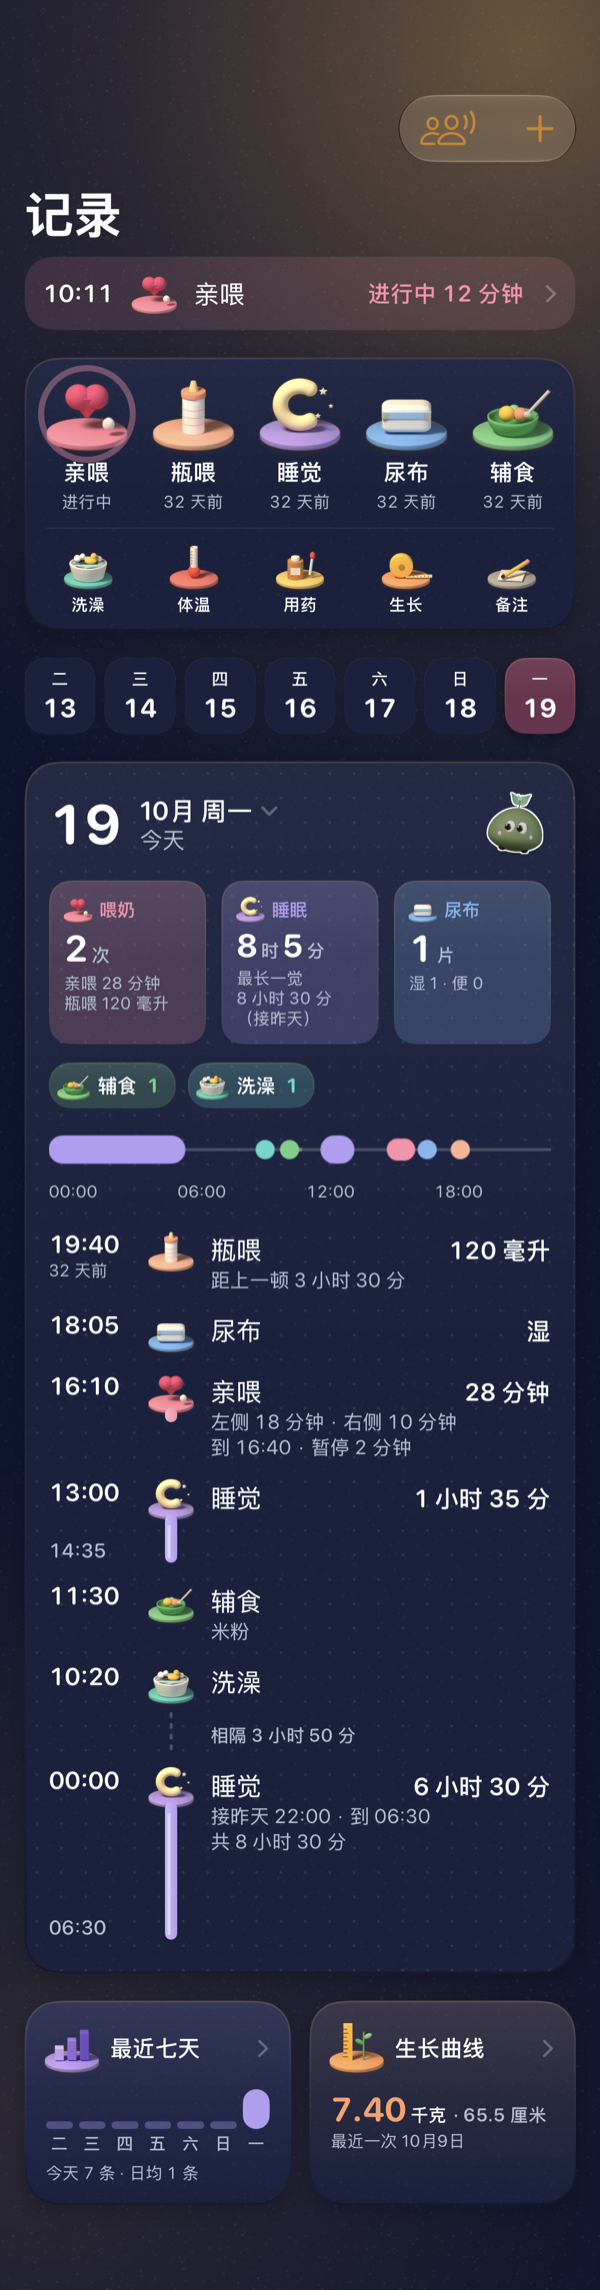 记录
10:11 亲喂 进行中 12 分钟
亲喂 瓶喂 睡觉 尿布 辅食
进行中 32 天前 32 天前 32 天前 32 天前
洗澡 体温 用药 生长 备注
二 三 四 五 六 日 一
13 14 15 16 17 18 19
19 10月 周一
今天
喂奶
2 次
亲喂 28 分钟
瓶喂 120 毫升
睡眠
8 时 5 分
最长一觉
8 小时 30 分
（接昨天）
尿布
1 片
湿 1 · 便 0
辅食 1 洗澡 1
00:00 06:00 12:00 18:00
19:40 瓶喂 120 毫升
32 天前 距上一顿 3 小时 30 分
18:05 尿布 湿
16:10 亲喂 28 分钟
左侧 18 分钟 · 右侧 10 分钟
到 16:40 · 暂停 2 分钟
13:00 睡觉 1 小时 35 分
14:35
11:30 辅食
米粉
10:20 洗澡
相隔 3 小时 50 分
00:00 睡觉 6 小时 30 分
接昨天 22:00 · 到 06:30
共 8 小时 30 分
06:30
最近七天
二 三 四 五 六 日 一
今天 7 条 · 日均 1 条
生长曲线
7.40 千克 · 65.5 厘米
最近一次 10月9日